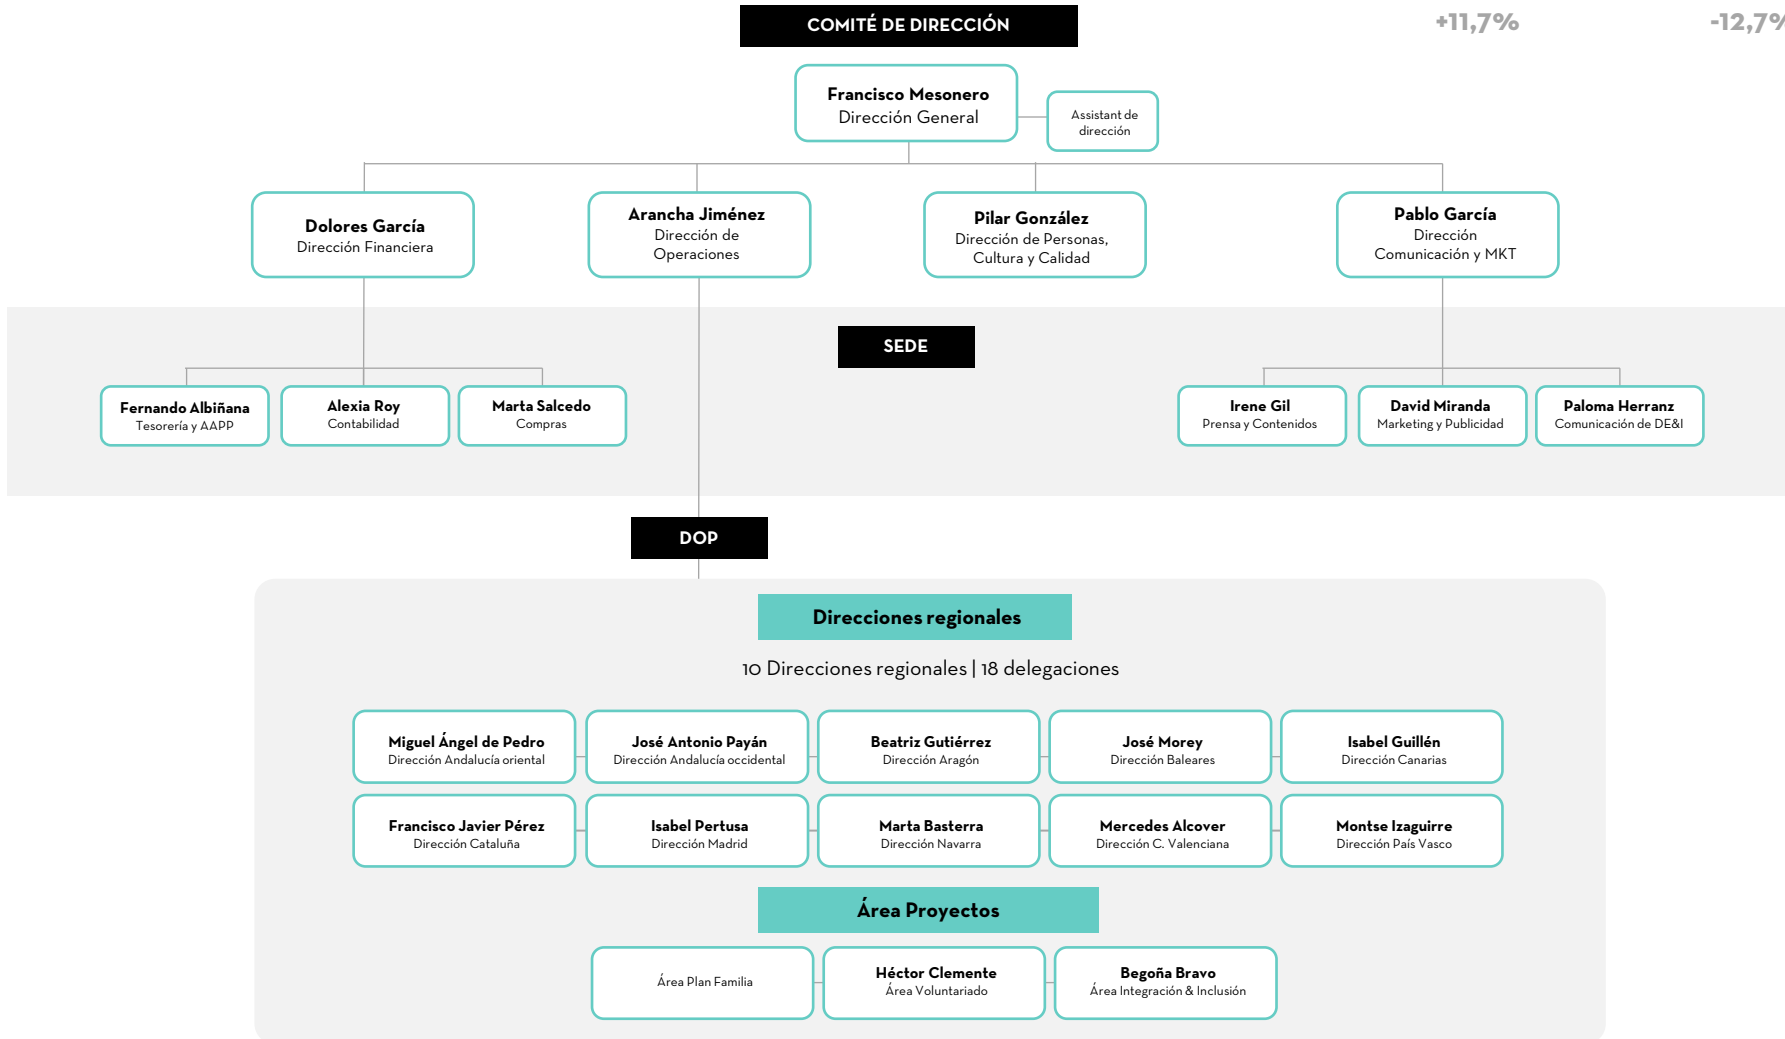 COMITÉ DE DIRECCIÓN
+11,7%
-12,7%
Francisco Mesonero
Dirección General
Assistant de
dirección
Dolores García
Dirección Financiera
Arancha Jiménez
Dirección de
Operaciones
Pilar González
Dirección de Personas,
Cultura y Calidad
Pablo García
Dirección
Comunicación y MKT
SEDE
Fernando Albiñana
Tesorería y AAPP
Alexia Roy
Contabilidad
Marta Salcedo
Compras
Irene Gil
Prensa y Contenidos
David Miranda
Marketing y Publicidad
Paloma Herranz
Comunicación de DE&I
DOP
Direcciones regionales
10 Direcciones regionales | 18 delegaciones
Miguel Ángel de Pedro
Dirección Andalucía oriental
José Antonio Payán
Dirección Andalucía occidental
Beatriz Gutiérrez
Dirección Aragón
José Morey
Dirección Baleares
Isabel Guillén
Dirección Canarias
Francisco Javier Pérez
Dirección Cataluña
Isabel Pertusa
Dirección Madrid
Marta Basterra
Dirección Navarra
Mercedes Alcover
Dirección C. Valenciana
Montse Izaguirre
Dirección País Vasco
Área Proyectos
Área Plan Familia
Héctor Clemente
Área Voluntariado
Begoña Bravo
Área Integración & Inclusión